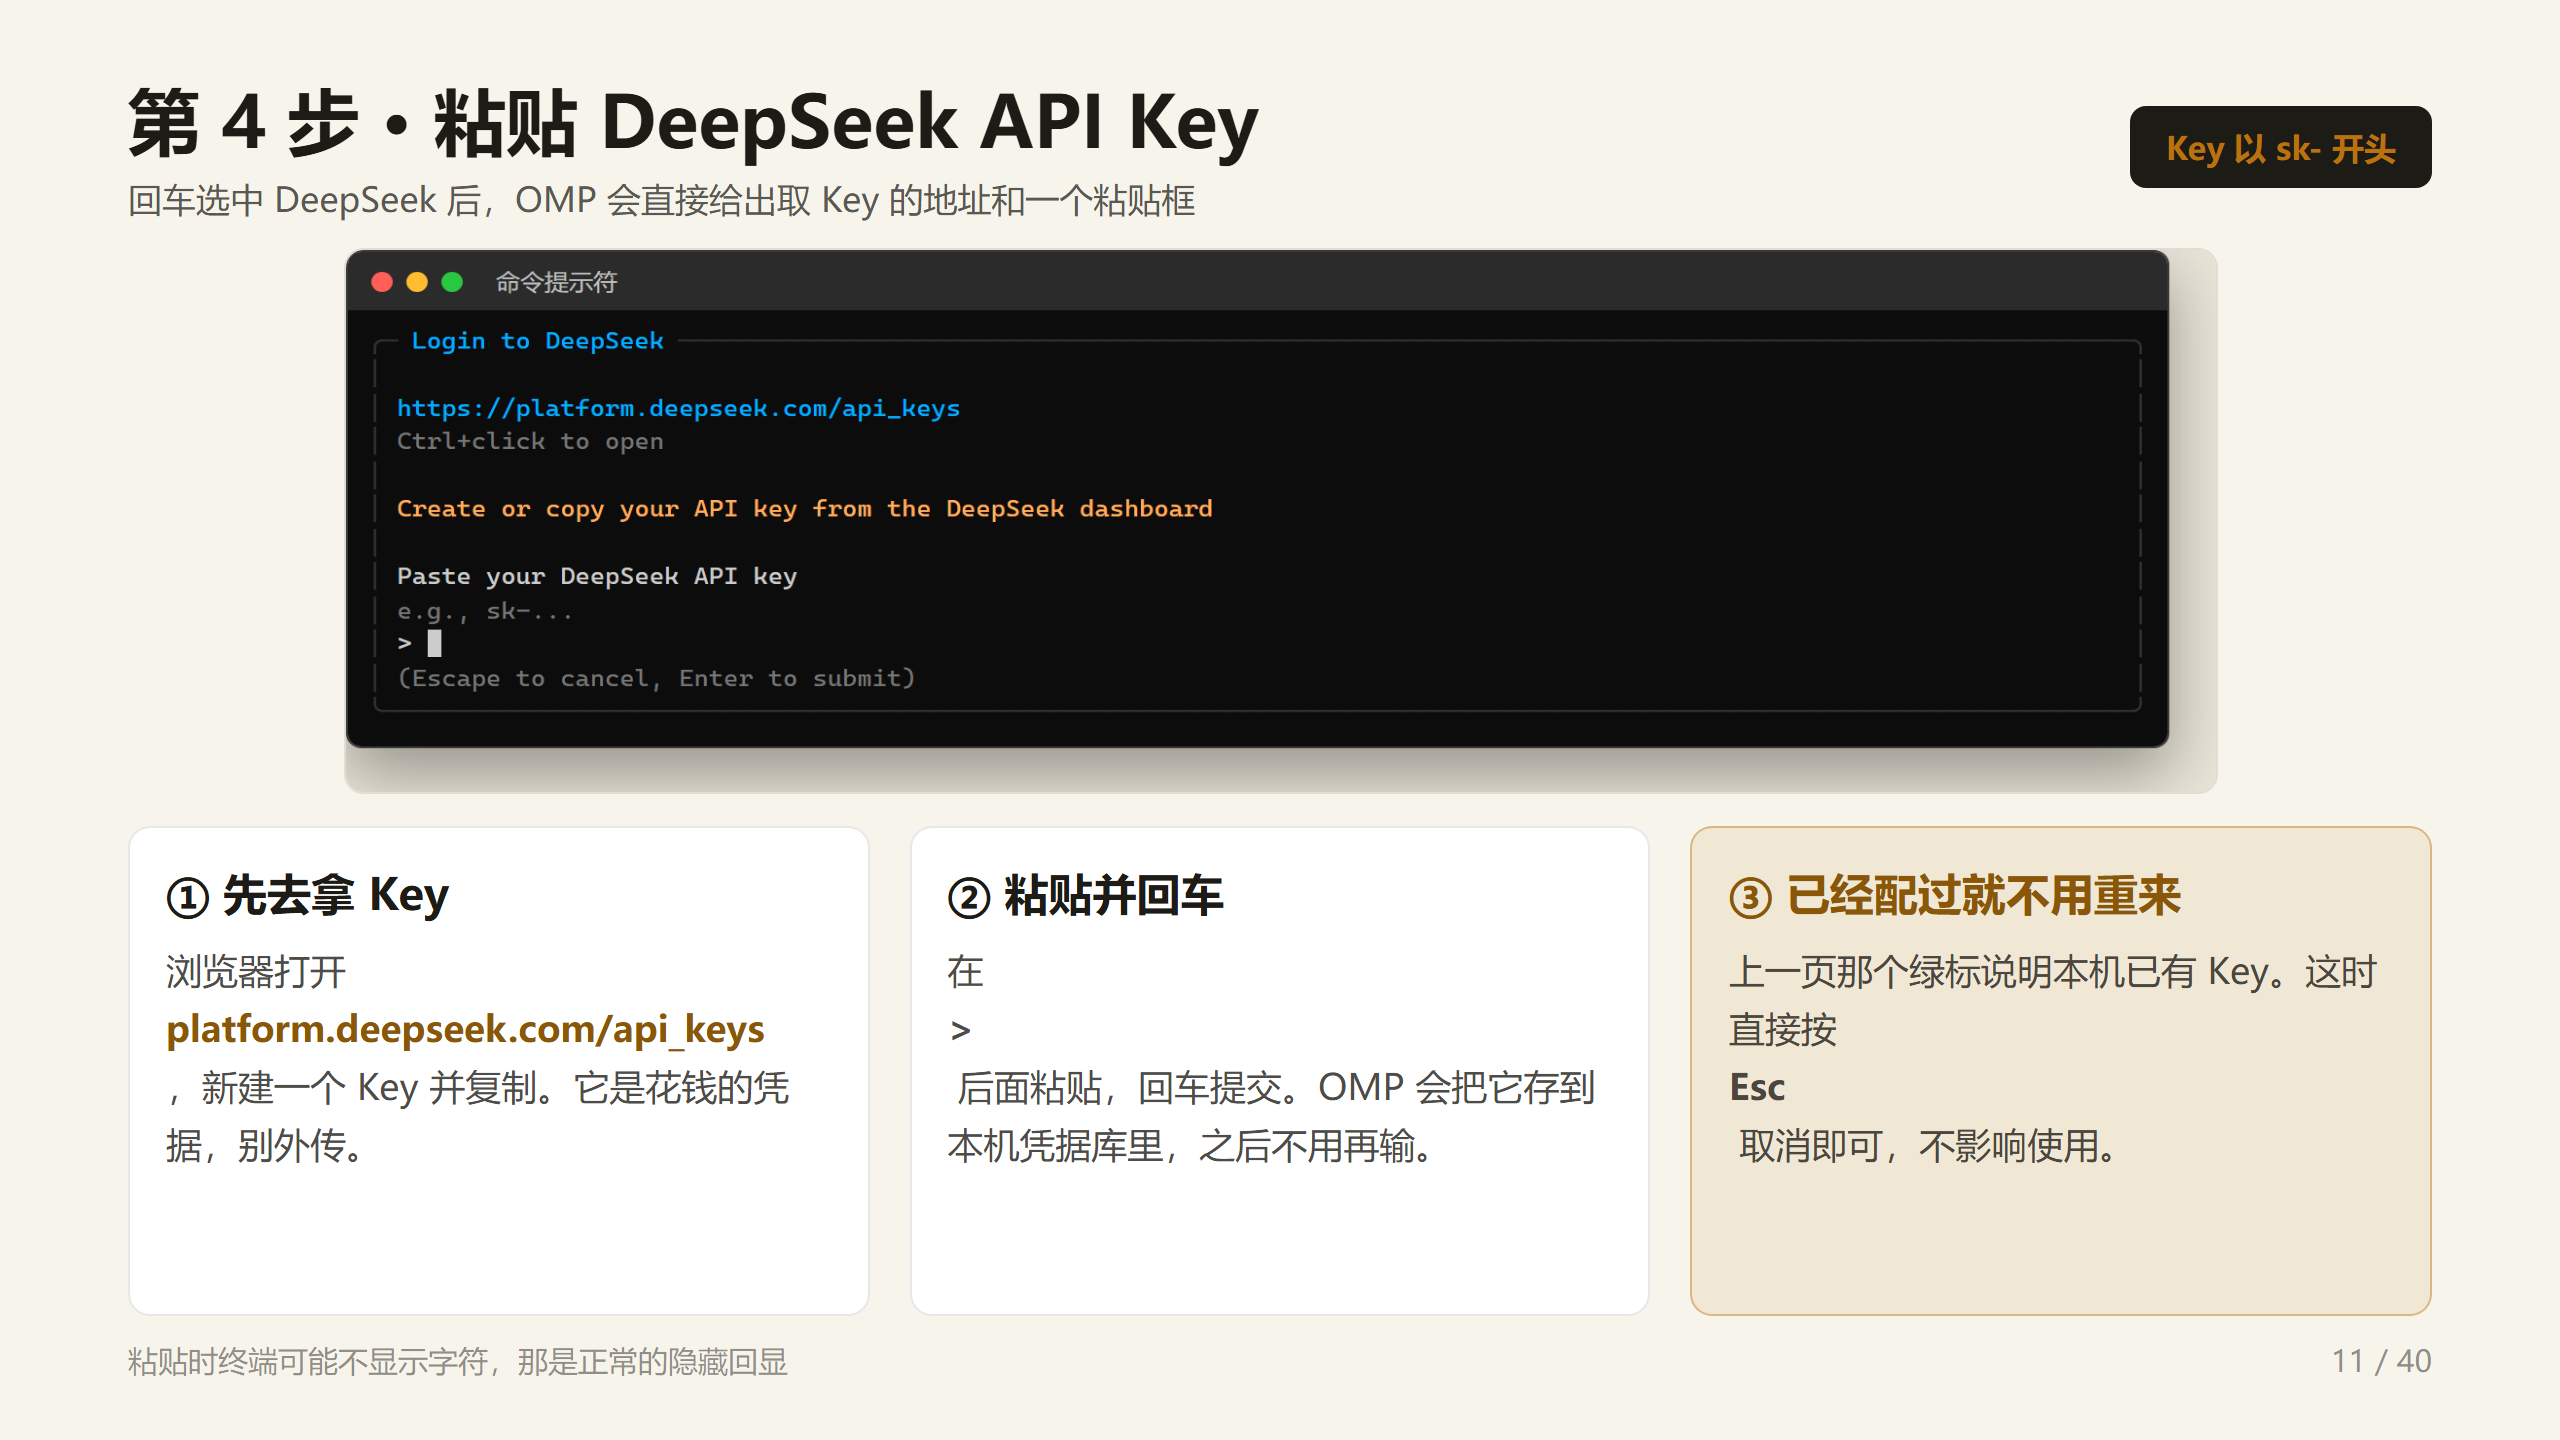 第 4 步 · 粘贴 DeepSeek API Key
Key 以 sk- 开头
回车选中 DeepSeek 后，OMP 会直接给出取 Key 的地址和一个粘贴框
命令提示符
Login to DeepSeek
https://platform.deepseek.com/api_keys
Ctrl+click to open
Create or copy your API key from the DeepSeek dashboard
Paste your DeepSeek API key
e.g., sk-...
>
(Escape to cancel, Enter to submit)
① 先去拿 Key
浏览器打开
platform.deepseek.com/api_keys
，新建一个 Key 并复制。它是花钱的凭
据，别外传。
② 粘贴并回车
在
>
后面粘贴，回车提交。OMP 会把它存到
本机凭据库里，之后不用再输。
③ 已经配过就不用重来
上一页那个绿标说明本机已有 Key。这时
直接按
Esc
取消即可，不影响使用。
粘贴时终端可能不显示字符，那是正常的隐藏回显
11 / 40